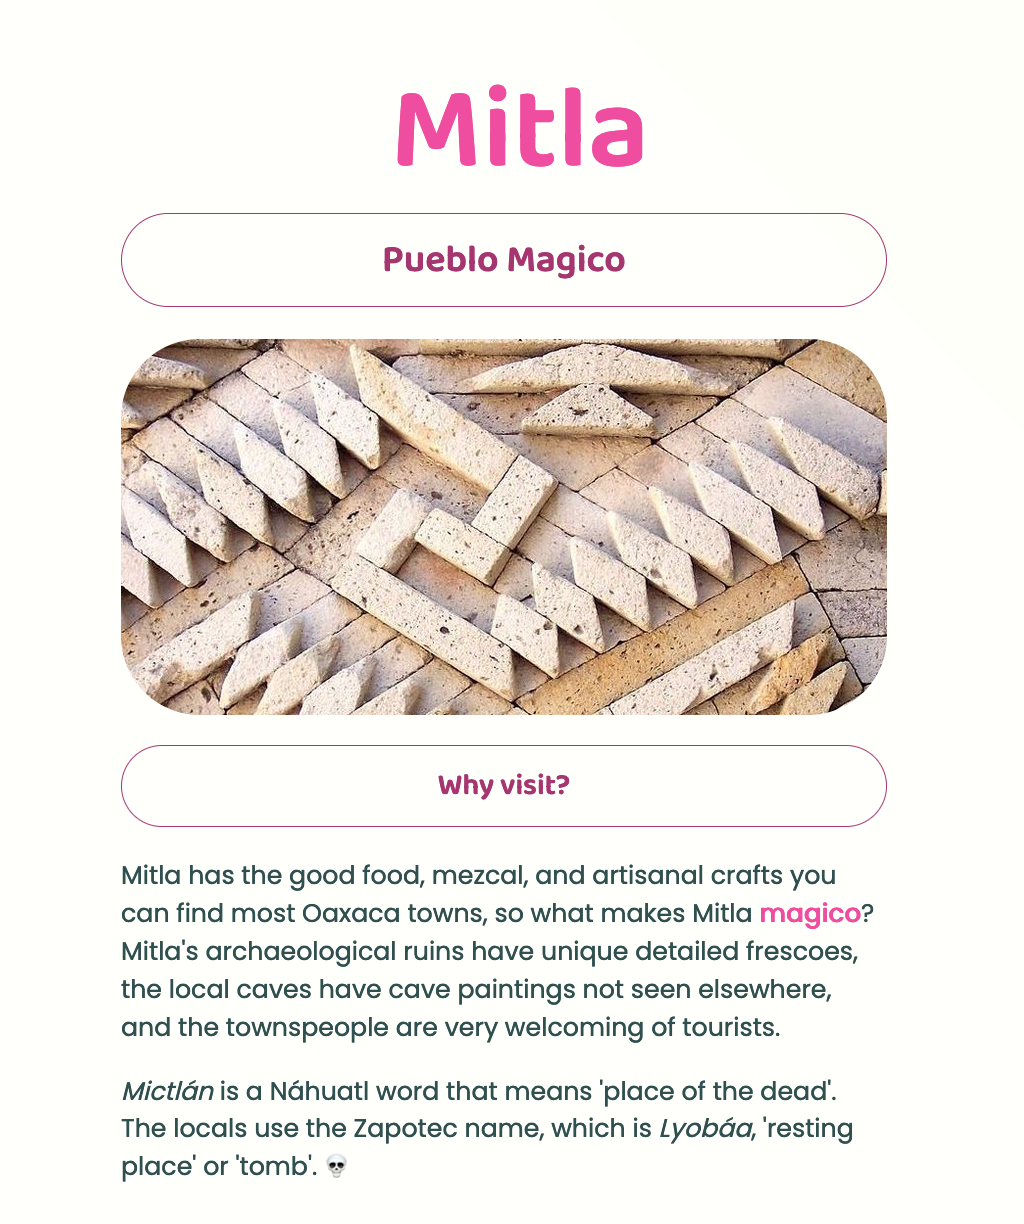 Mitla
Pueblo Magico
Why visit?
Mitla has the good food, mezcal, and artisanal crafts you
can find most Oaxaca towns, so what makes Mitla magico?
Mitla's archaeological ruins have unique detailed frescoes,
the local caves have cave paintings not seen elsewhere,
and the townspeople are very welcoming of tourists.
Mictlán is a Náhuatl word that means 'place of the dead'.
The locals use the Zapotec name, which is Lyobáa, 'resting
place' or 'tomb'. 💀